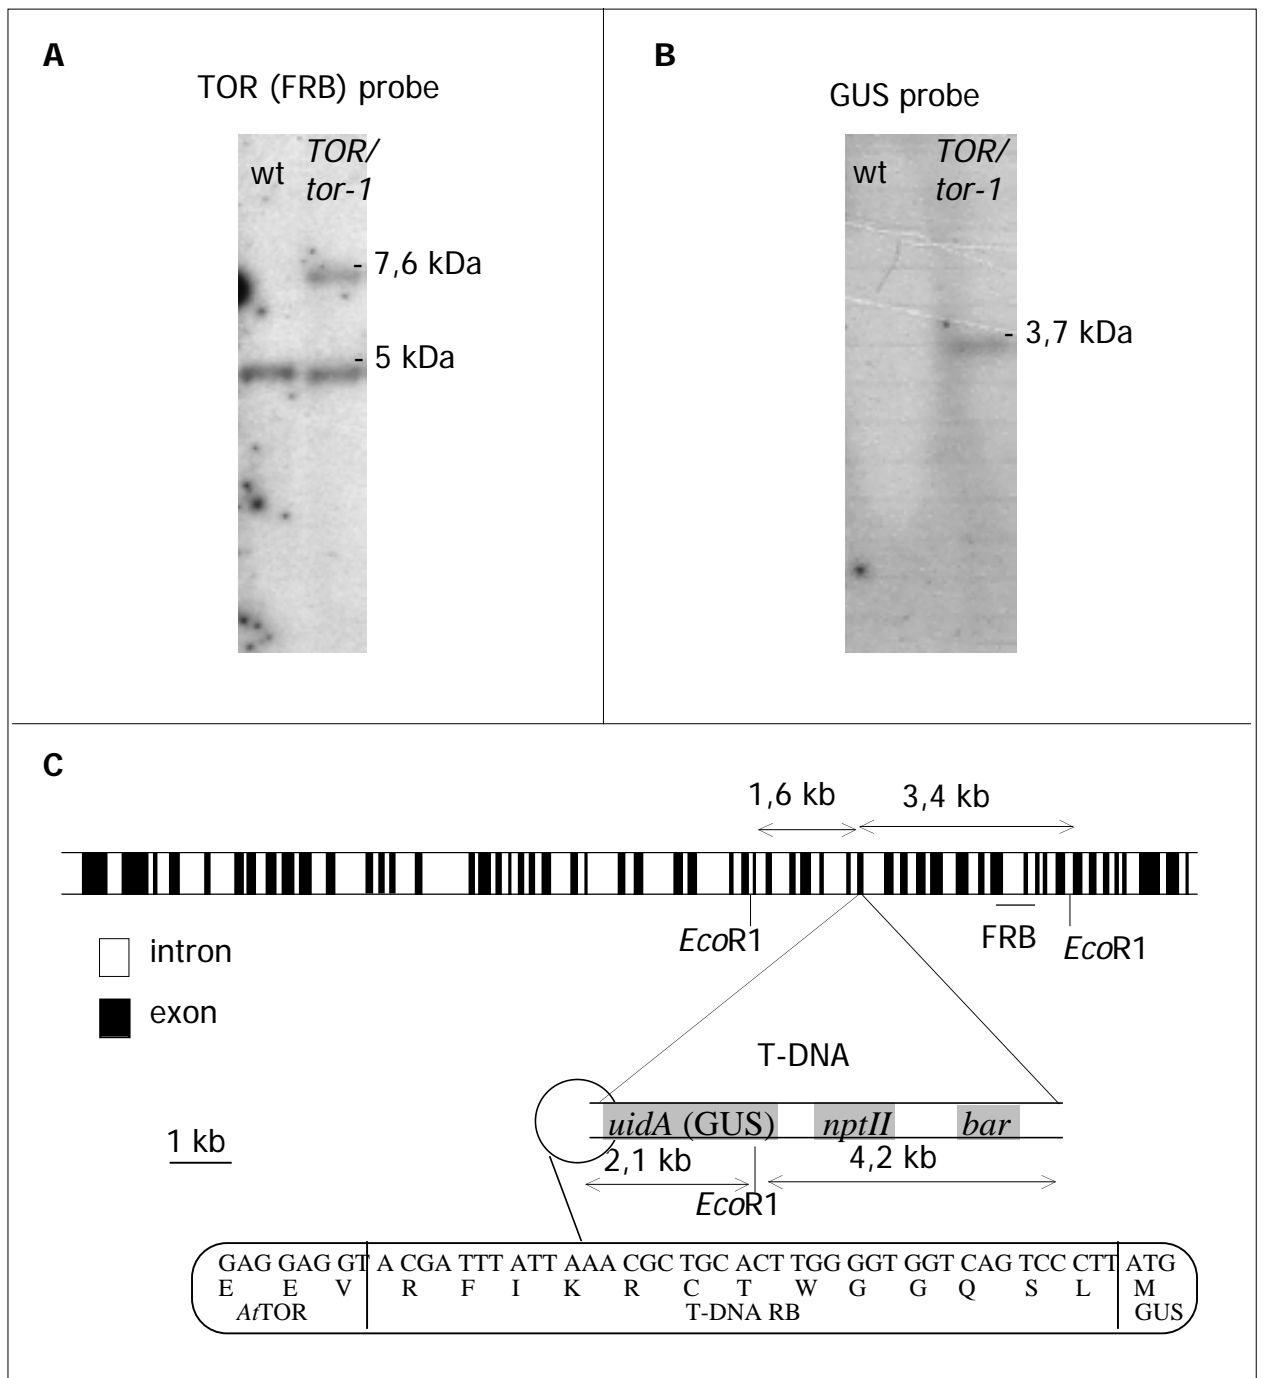 A
TOR (FRB) probe
wt
TOR/
tor-1
- 7,6 kDa
- 5 kDa
B
GUS probe
wt
TOR/
tor-1
- 3,7 kDa
C
1,6 kb
3,4 kb
EcoR1
FRB
EcoR1
intron
exon
T-DNA
uidA (GUS)
nptII
bar
1 kb
2,1 kb
4,2 kb
EcoR1
GAG GAG GT A CGA TTT ATT AAA CGC TGC ACT TGG GGT GGT CAG TCC CTT ATG
E E V R F I K R C T W G G Q S L M
AtTOR T-DNA RB GUS